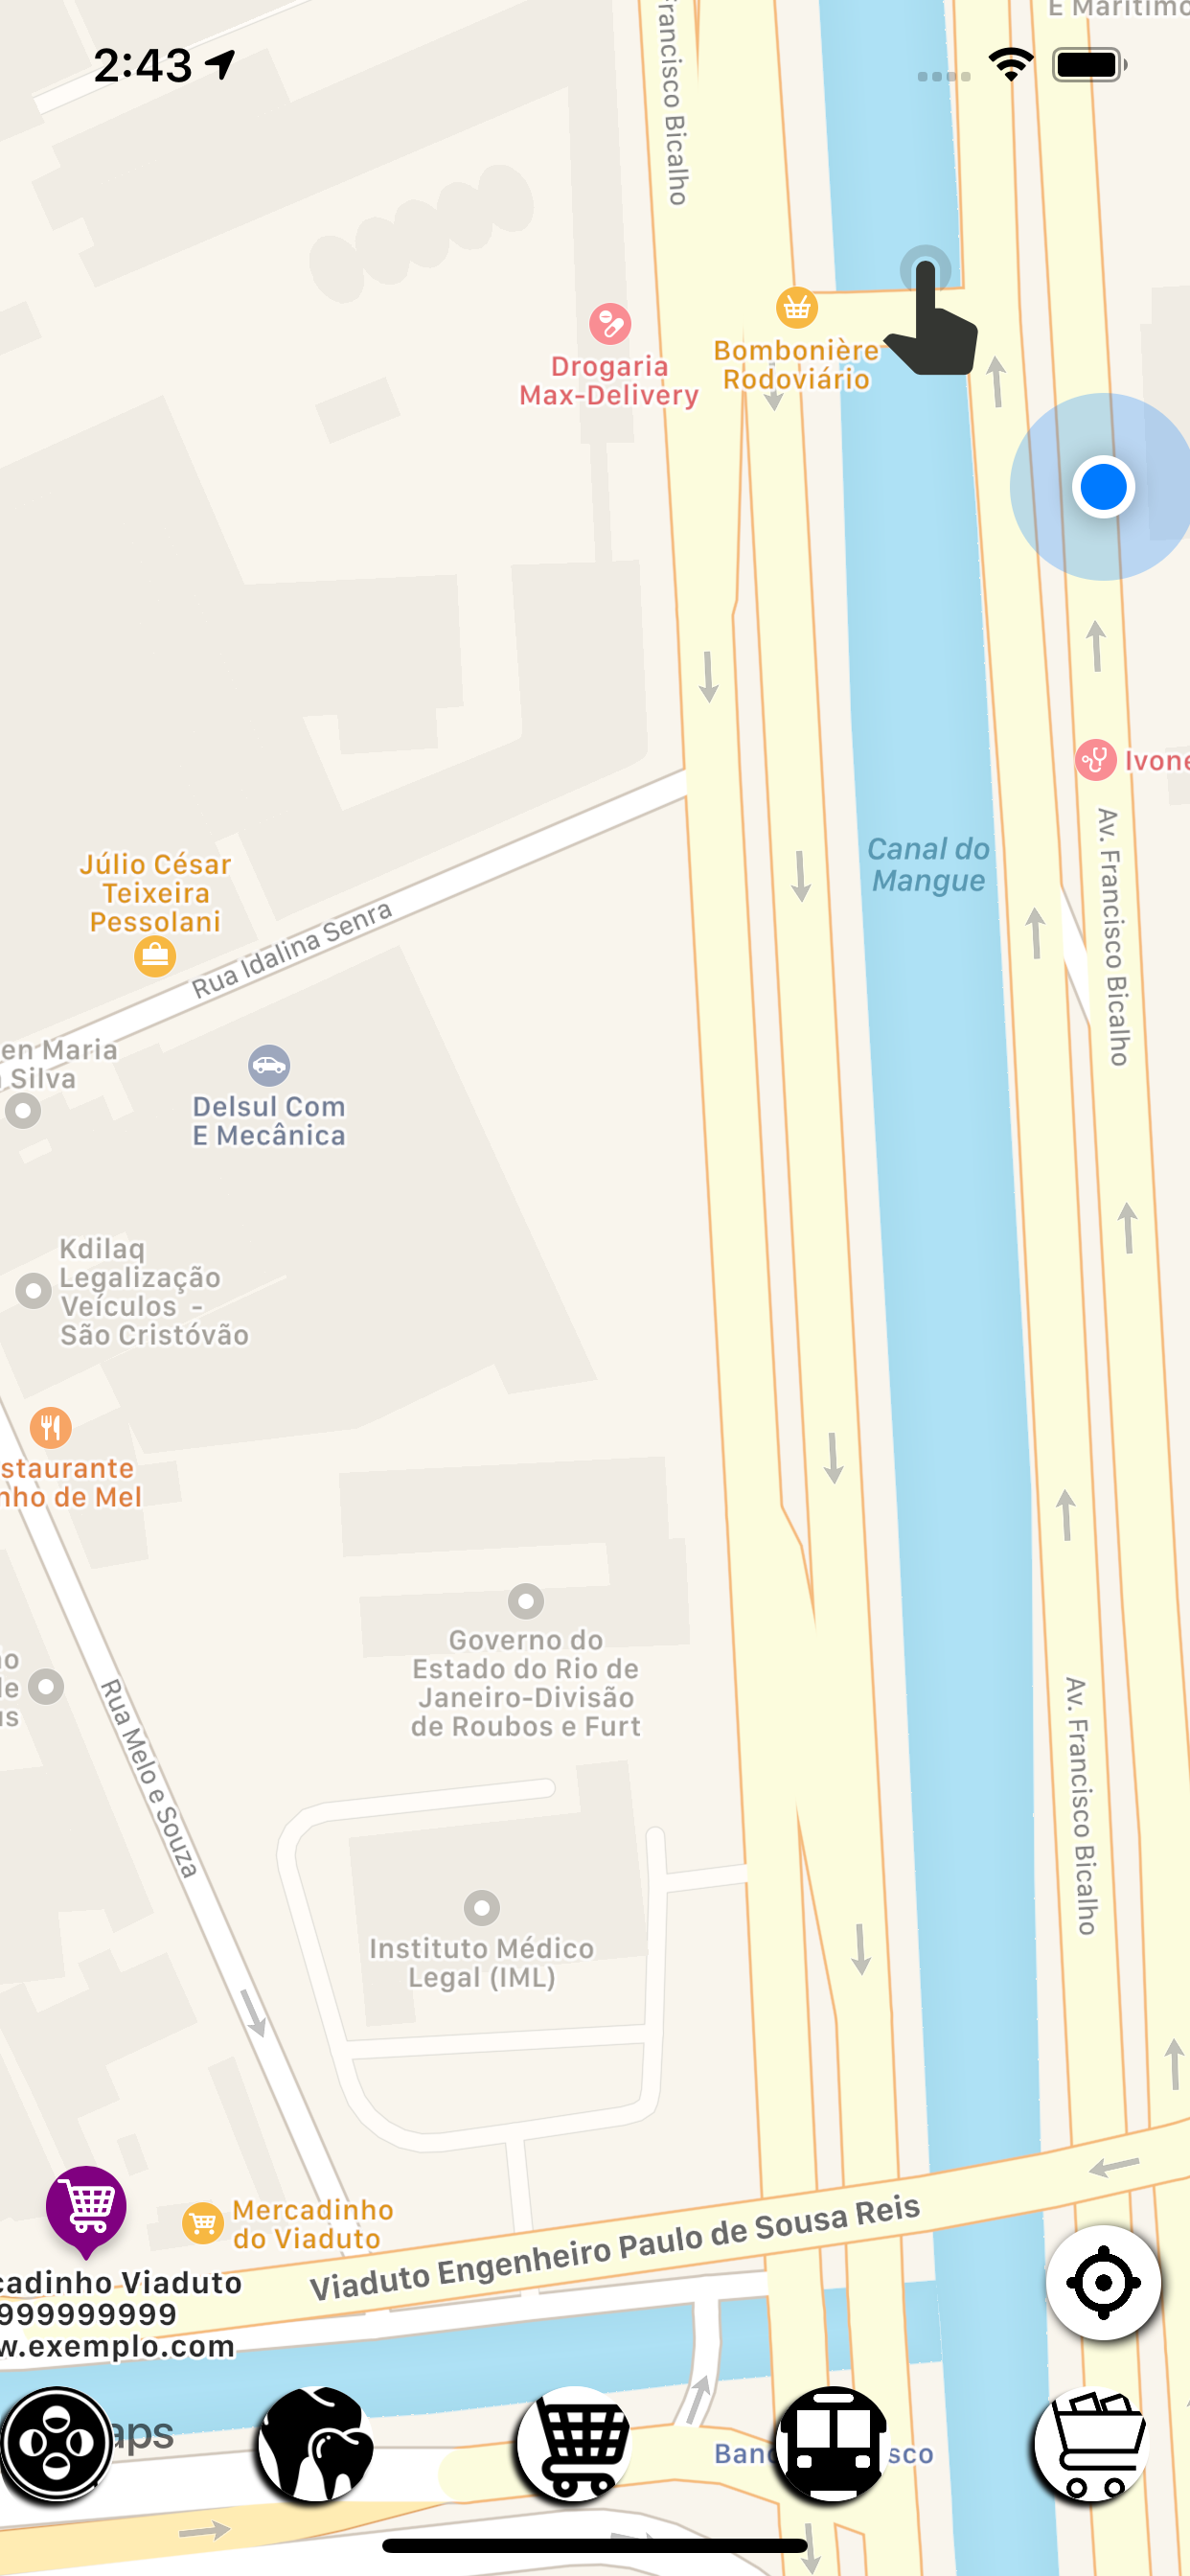 E Marítimo
2:43
Francisco Bicalho
Drogaria
Max-Delivery
Bombonière
Rodoviário
Ivone
Canal do
Mangue
Av. Francisco Bicalho
Júlio César
Teixeira
Pessolani
Rua Idalina Senra
en Maria
Silva
Delsul Com
E Mecânica
Kdilaq
Legalização
Veículos -
São Cristóvão
staurante
nho de Mel
Governo do
Estado do Rio de
Janeiro-Divisão
de Roubos e Furt
Rua Melo e Souza
Av. Francisco Bicalho
Instituto Médico
Legal (IML)
Mercadinho
do Viaduto
Viaduto Engenheiro Paulo de Sousa Reis
cadinho Viaduto
999999999
w.exemplo.com
aps
Banc sco